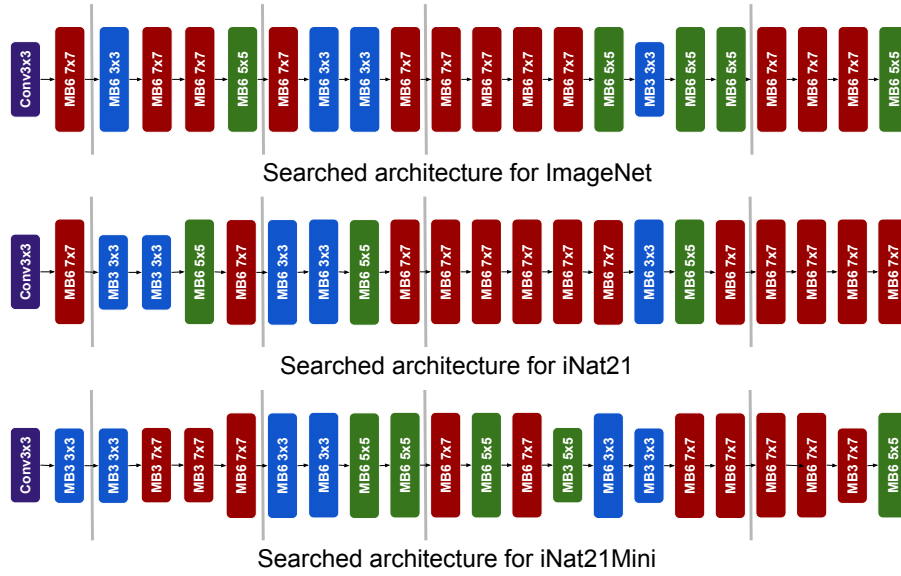 Conv3x3 MB6 7x7 MB6 3x3 MB6 7x7 MB6 7x7 MB6 5x5 MB6 7x7 MB6 3x3 MB6 3x3 MB6 7x7 MB6 7x7 MB6 7x7 MB6 7x7 MB6 7x7 MB6 5x5 MB3 3x3 MB6 5x5 MB6 5x5 MB6 7x7 MB6 7x7 MB6 7x7 MB6 5x5
Searched architecture for ImageNet
Conv3x3 MB6 7x7 MB3 3x3 MB3 3x3 MB6 5x5 MB6 7x7 MB6 3x3 MB6 3x3 MB6 5x5 MB6 7x7 MB6 7x7 MB6 7x7 MB6 7x7 MB6 7x7 MB6 7x7 MB6 3x3 MB6 5x5 MB6 7x7 MB6 7x7 MB6 7x7 MB6 7x7 MB6 7x7
Searched architecture for iNat21
Conv3x3 MB3 3x3 MB3 3x3 MB3 7x7 MB3 7x7 MB6 7x7 MB6 3x3 MB6 3x3 MB6 5x5 MB6 5x5 MB6 7x7 MB6 5x5 MB6 7x7 MB3 5x5 MB6 3x3 MB3 3x3 MB6 7x7 MB6 7x7 MB6 7x7 MB6 7x7 MB3 7x7 MB6 5x5
Searched architecture for iNat21Mini